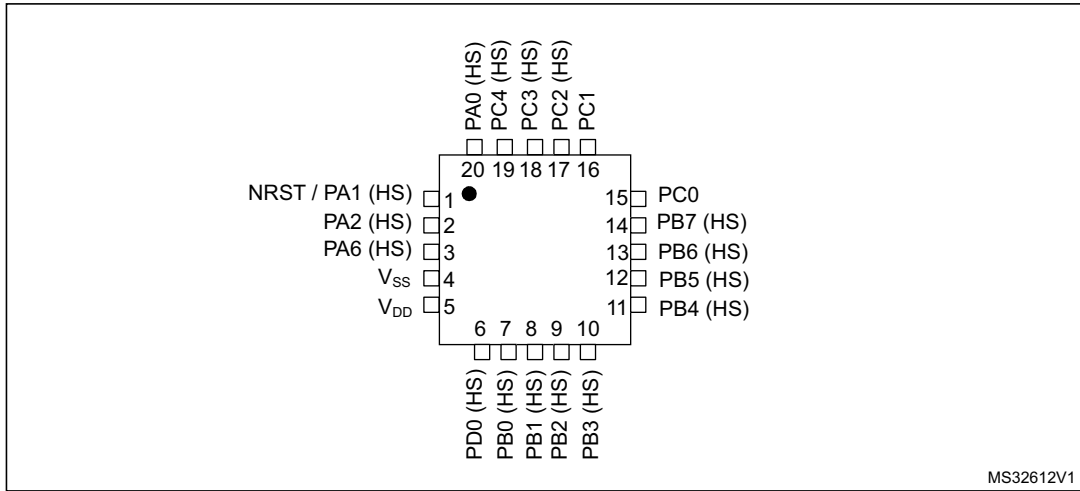 PA0 (HS)
PC4 (HS)
PC3 (HS)
PC2 (HS)
PC1
20 19 18 17 16
NRST / PA1 (HS) 1
15 PC0
PA2 (HS) 2
14 PB7 (HS)
PA6 (HS) 3
13 PB6 (HS)
VSS 4
12 PB5 (HS)
VDD 5
11 PB4 (HS)
6 7 8 9 10
PD0 (HS)
PB0 (HS)
PB1 (HS)
PB2 (HS)
PB3 (HS)
MS32612V1